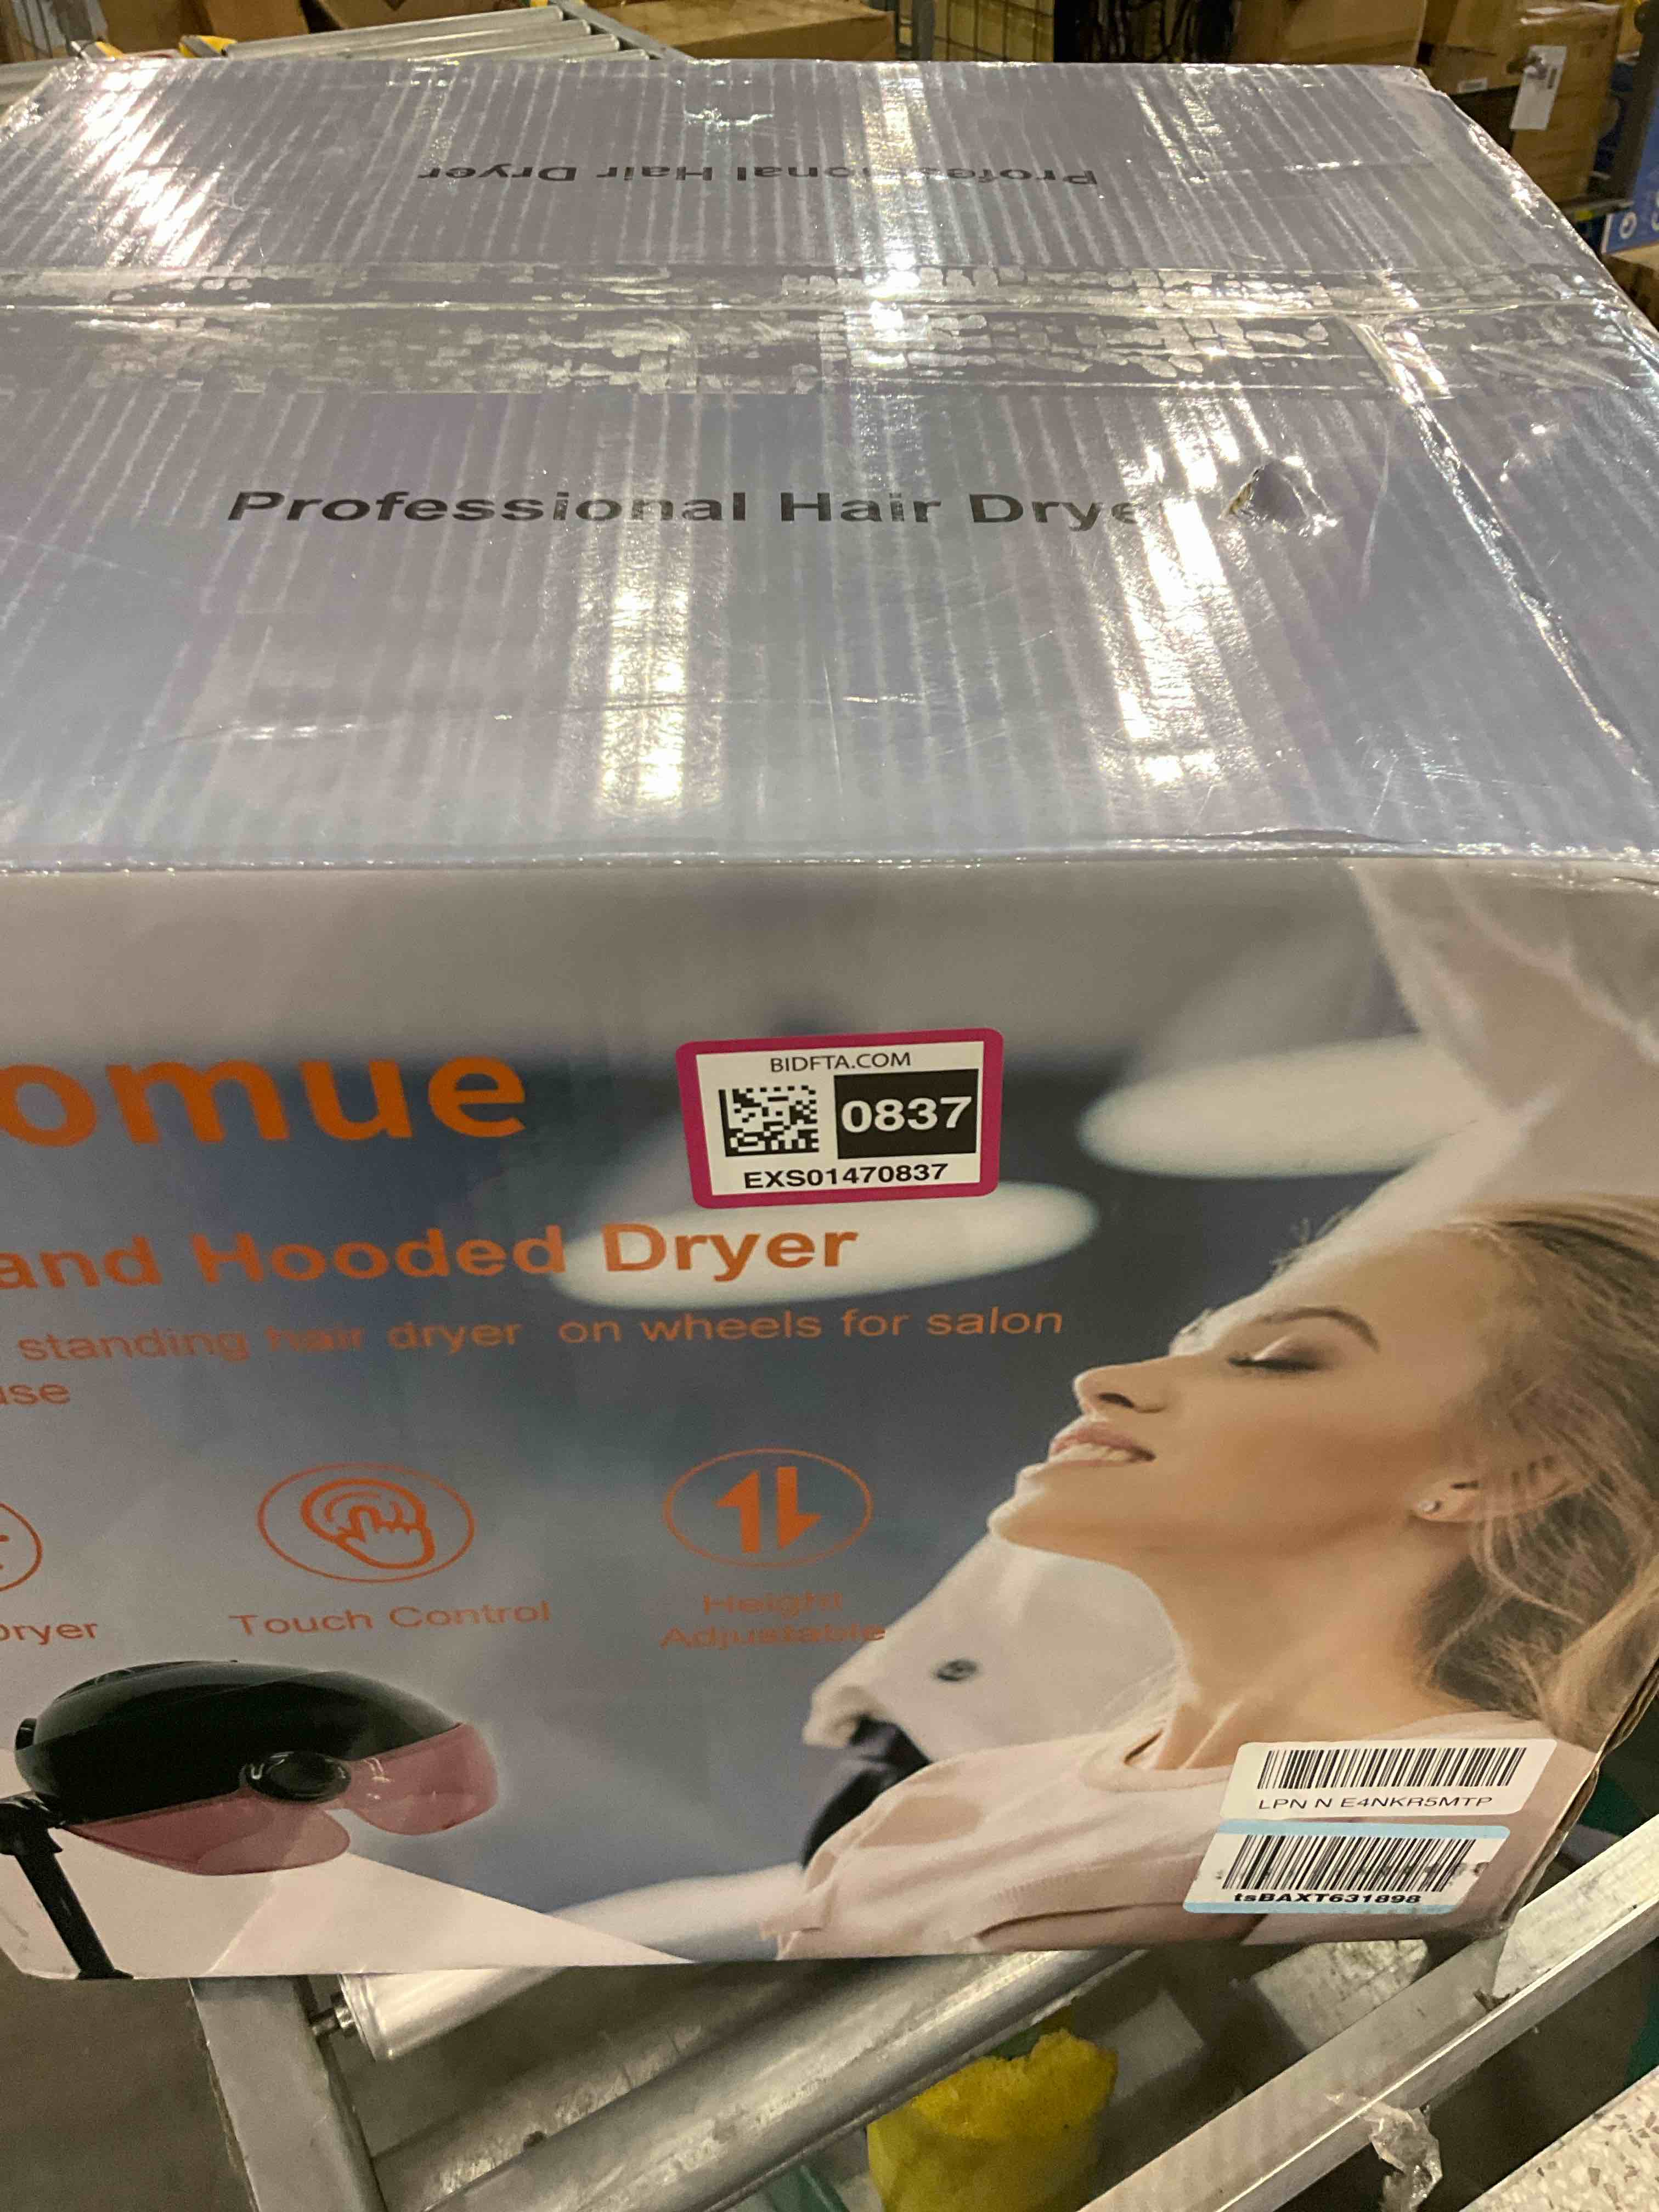 Professional Hair Dryer
Professional Hair Drye
omue
BIDFTA.COM
0837
EXS01470837
and Hooded Dryer
standing hair dryer on wheels for salon
use
Dryer
Touch Control
Height
Adjustable
LPN N E4NKR5MTP
tsBAXT631898